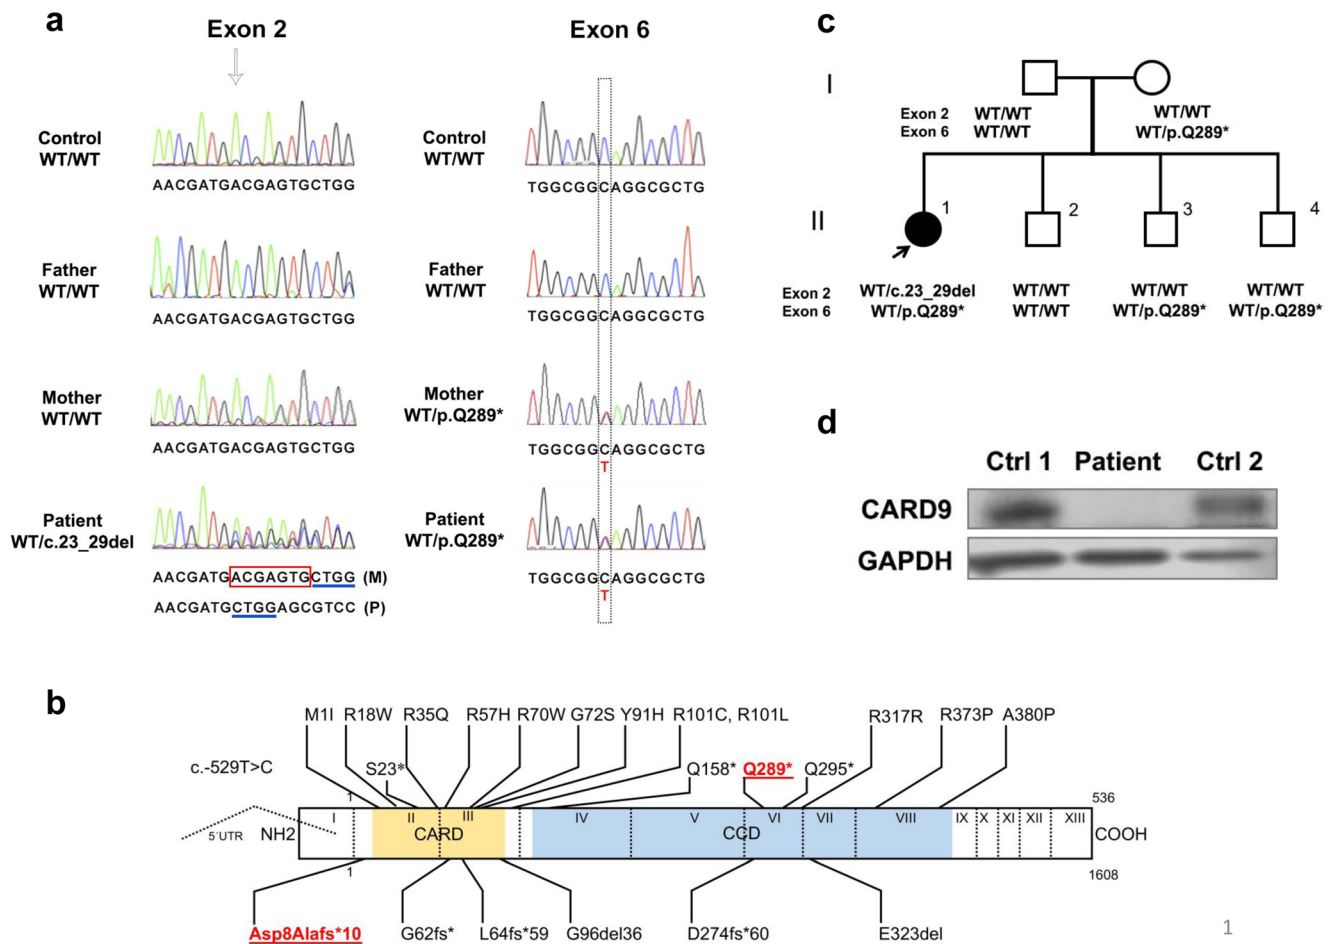 a
Exon 2
Exon 6
Control
WT/WT
AACGATGACGAGTGCTGG
Control
WT/WT
TGGCGGCAGGCGCTG
Father
WT/WT
AACGATGACGAGTGCTGG
Father
WT/WT
TGGCGGCAGGCGCTG
Mother
WT/WT
AACGATGACGAGTGCTGG
Mother
WT/p.Q289*
TGGCGGCAGGCGCTG
T
Patient
WT/c.23_29del
AACGATGACGAGTGCTGG (M)
AACGATGCTGGAGCGTCC (P)
Patient
WT/p.Q289*
TGGCGGCAGGCGCTG
T
c
I
Exon 2 WT/WT WT/WT
Exon 6 WT/WT WT/p.Q289*
II
1 2 3 4
Exon 2 WT/c.23_29del WT/WT WT/WT WT/WT
Exon 6 WT/p.Q289* WT/WT WT/p.Q289* WT/p.Q289*
d
Ctrl 1 Patient Ctrl 2
CARD9
GAPDH
b
M1I R18W R35Q R57H R70W G72S Y91H R101C, R101L R317R R373P A380P
c.-529T>C S23* Q158* Q289* Q295*
1 536
I II III IV V VI VII VIII IX X XI XII XIII
5´UTR NH2 CARD CCD COOH
1 1608
Asp8Alafs*10 G62fs* L64fs*59 G96del36 D274fs*60 E323del
1